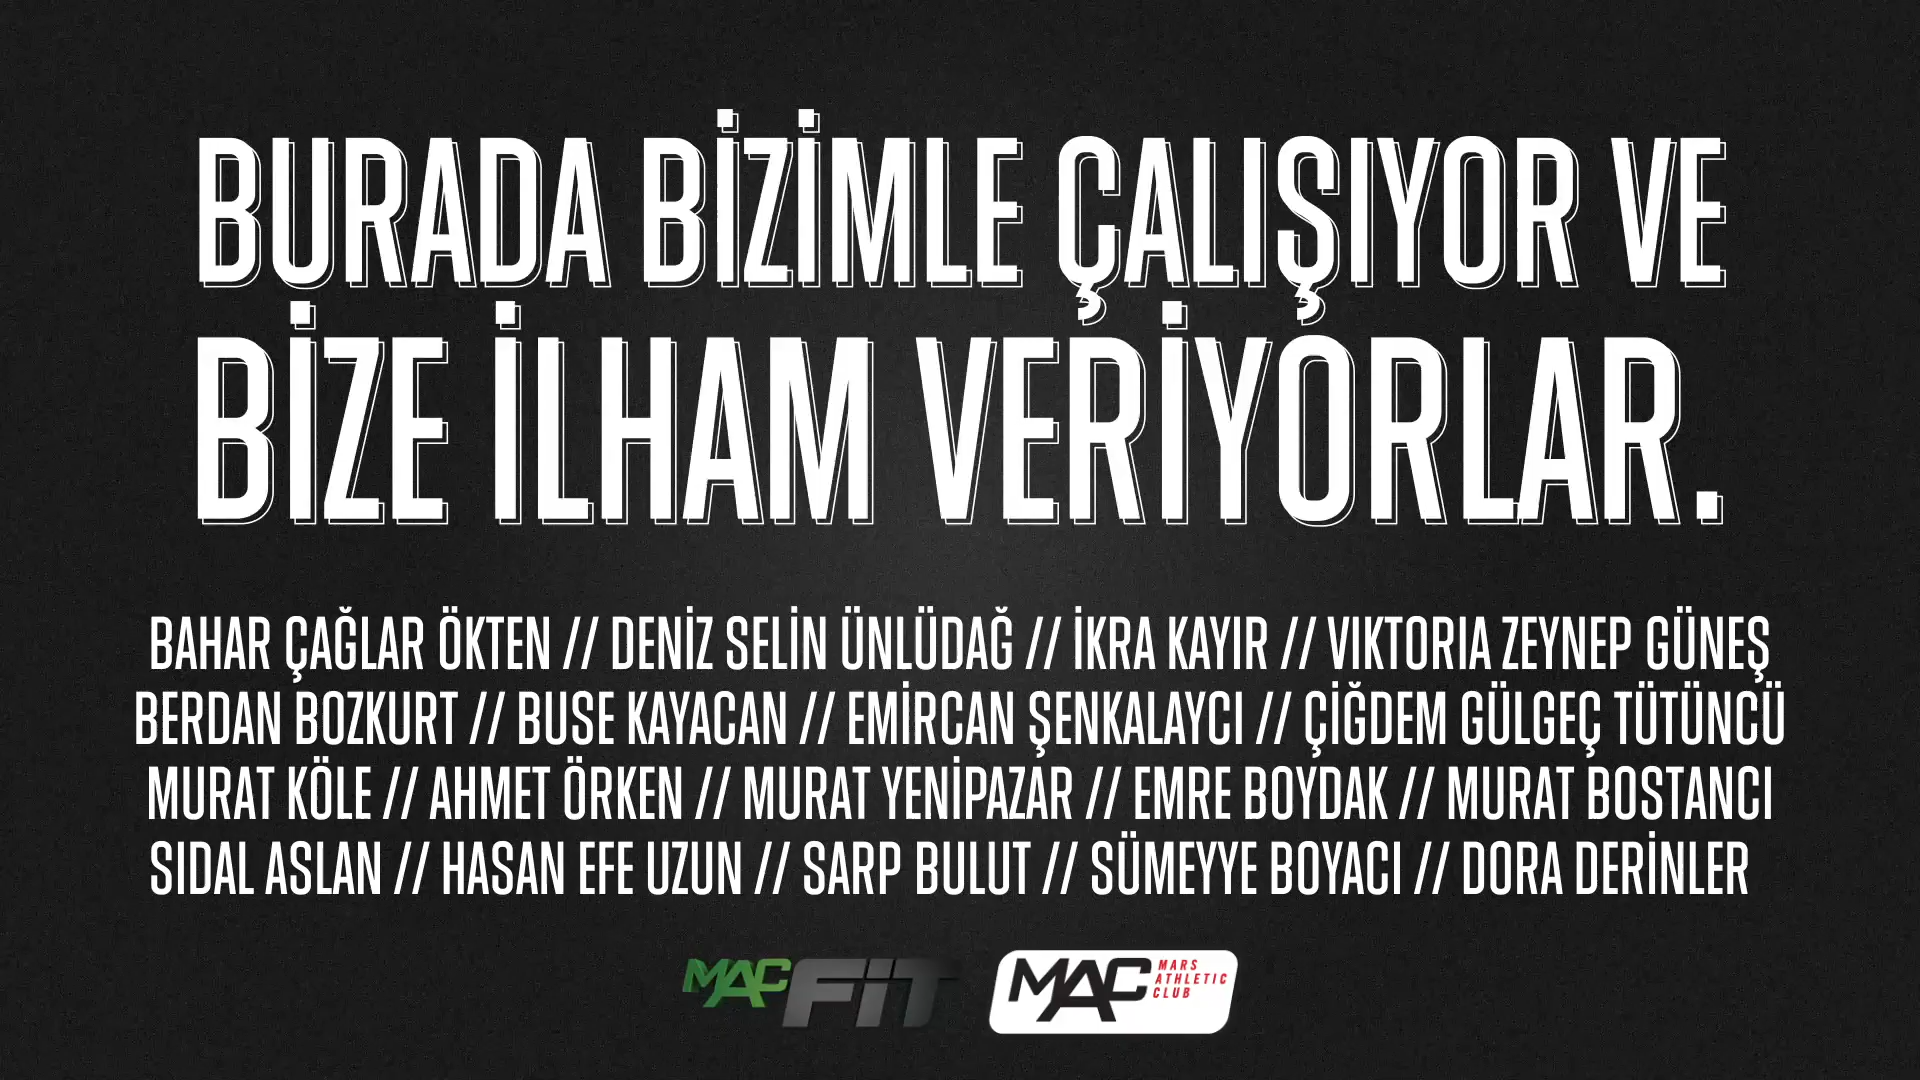 BURADA BİZİMLE ÇALIŞIYOR VE
BİZE İLHAM VERİYORLAR.
BAHAR ÇAĞLAR ÖKTEN // DENİZ SELİN ÜNLÜDAĞ // İKRA KAYIR // VIKTORIA ZEYNEP GÜNEŞ
BERDAN BOZKURT // BUSE KAYACAN // EMİRCAN ŞENKALAYCI // ÇİĞDEM GÜLGEÇ TÜTÜNCÜ
MURAT KÖLE // AHMET ÖRKEN // MURAT YENİPAZAR // EMRE BOYDAK // MURAT BOSTANCI
SIDAL ASLAN // HASAN EFE UZUN // SARP BULUT // SÜMEYYE BOYACI // DORA DERİNLER
MAC FiT
MAC MARS ATHLETIC CLUB